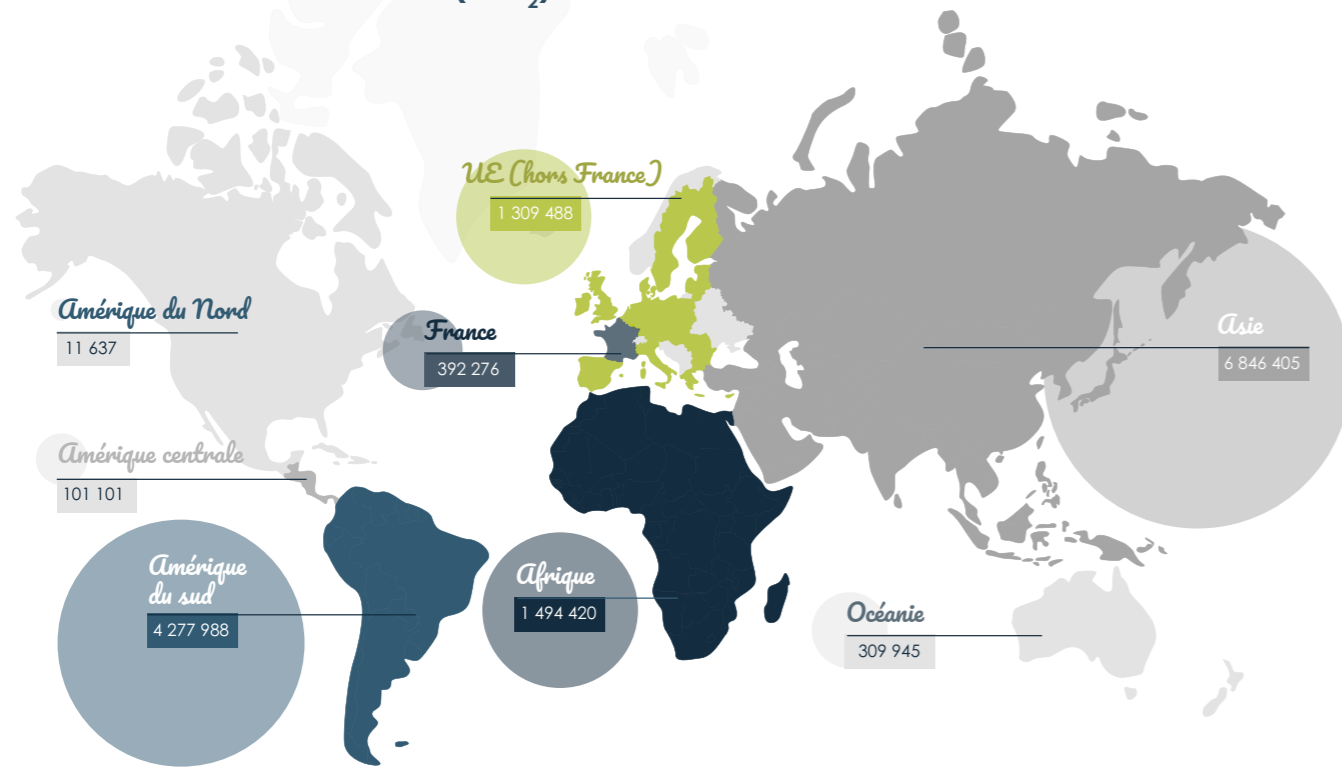 UE (hors France)
1 309 488
Amérique du Nord
11 637
France
392 276
Asie
6 846 405
Amérique centrale
101 101
Amérique
du sud
4 277 988
Afrique
1 494 420
Océanie
309 945